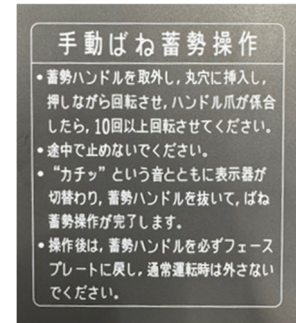 手動ばね蓄勢操作
•蓄勢ハンドルを取外し,丸穴に挿入し,
押しながら回転させ,ハンドル爪が係合
したら,10回以上回転させてください。
•途中で止めないでください。
•“カチッ”という音とともに表示器が
切替わり,蓄勢ハンドルを抜いて,ばね
蓄勢操作が完了します。
•操作後は,蓄勢ハンドルを必ずフェース
プレートに戻し,通常運転時は外さない
でください。